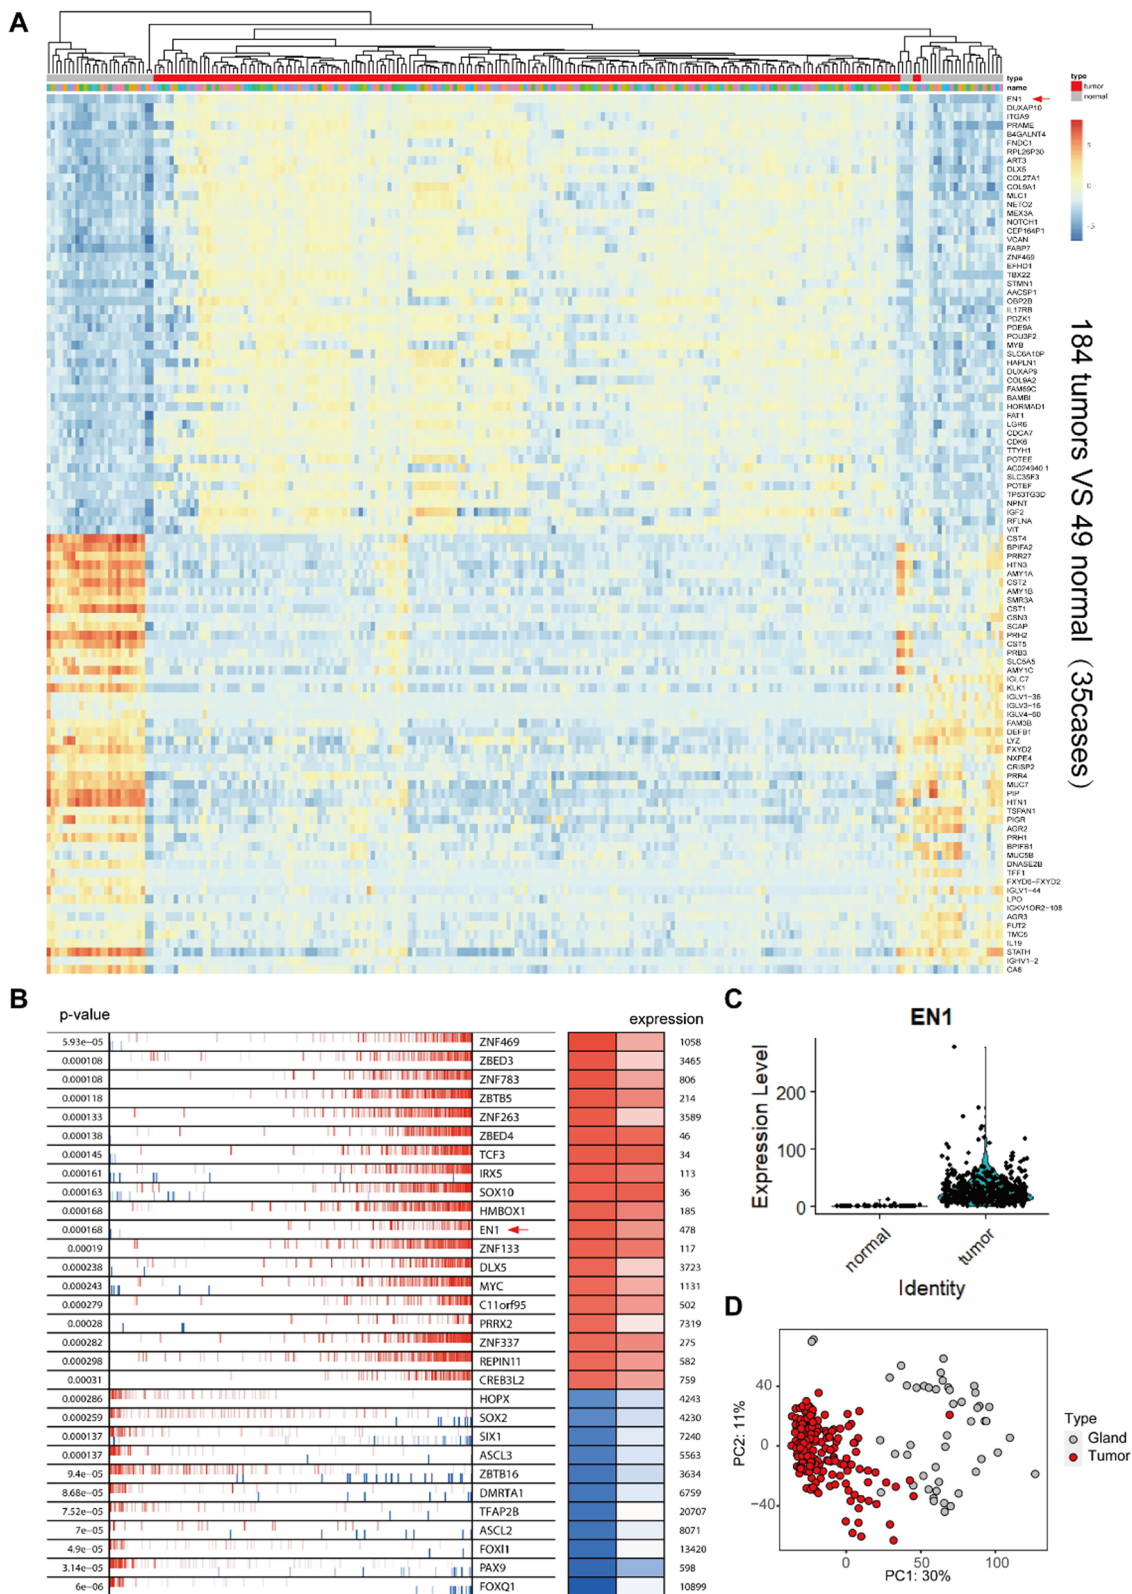 A
type
name
type
tumor
normal
5
0
-5
EN1
DUXAP10
ITGA9
PRAME
B4GALNT4
FNDC1
RPL26P30
ART3
DLX5
COL27A1
COL9A1
MLC1
NETO2
MEX3A
NOTCH1
CEP164P1
VCAN
FABP7
ZNF469
EFHD1
TBX22
STMN1
AACSP1
OBP2B
IL17RB
PDZK1
PDE9A
POU3F2
MYB
SLC6A10P
HAPLN1
DUXAP8
COL9A2
FAM89C
BAMBI
HORMAD1
FAT1
LGR6
CDCA7
CDK6
TTYH1
POTEE
AC024940.1
SLC35F3
POTEF
TP53TG3D
NPNT
IGF2
RFLNA
VIT
CST4
BPIFA2
PRR27
HTN3
AMY1A
CST2
AMY1B
SMR3A
CST1
CSN3
SCAP
PRH2
CST5
PRB3
SLC5A5
AMY1C
IGLC7
KLK1
IGLV1-36
IGLV3-16
IGLV4-60
FAM3B
DEFB1
LYZ
FXYD2
NXPE4
CRISP2
PRR4
MUC7
PIP
HTN1
TSPAN1
PIGR
AGR2
PRH1
BPIFB1
MUC5B
DNASE2B
TFF1
FXYD6-FXYD2
IGLV1-44
LPO
IGKV1OR2-108
AGR3
FUT2
TMC5
IL19
STATH
IGHV1-2
CA6
184 tumors VS 49 normal (35cases)
B
p-value
expression
5.93e-05 ZNF469 1058
0.000108 ZBED3 3465
0.000108 ZNF783 806
0.000118 ZBTB5 214
0.000133 ZNF263 3589
0.000138 ZBED4 46
0.000145 TCF3 34
0.000161 IRX5 113
0.000163 SOX10 36
0.000168 HMBOX1 185
0.000168 EN1 478
0.00019 ZNF133 117
0.000238 DLX5 3723
0.000243 MYC 1131
0.000279 C11orf95 502
0.00028 PRRX2 7319
0.000282 ZNF337 275
0.000298 REPIN11 582
0.00031 CREB3L2 759
0.000286 HOPX 4243
0.000259 SOX2 4230
0.000137 SIX1 7240
0.000137 ASCL3 5563
9.4e-05 ZBTB16 3634
8.68e-05 DMRTA1 6759
7.52e-05 TFAP2B 20707
7e-05 ASCL2 8071
4.9e-05 FOXI1 13420
3.14e-05 PAX9 598
6e-06 FOXQ1 10899
C
EN1
Expression Level
200
100
0
normal
tumor
Identity
D
PC2: 11%
40
0
-40
0
50
100
PC1: 30%
Type
Gland
Tumor